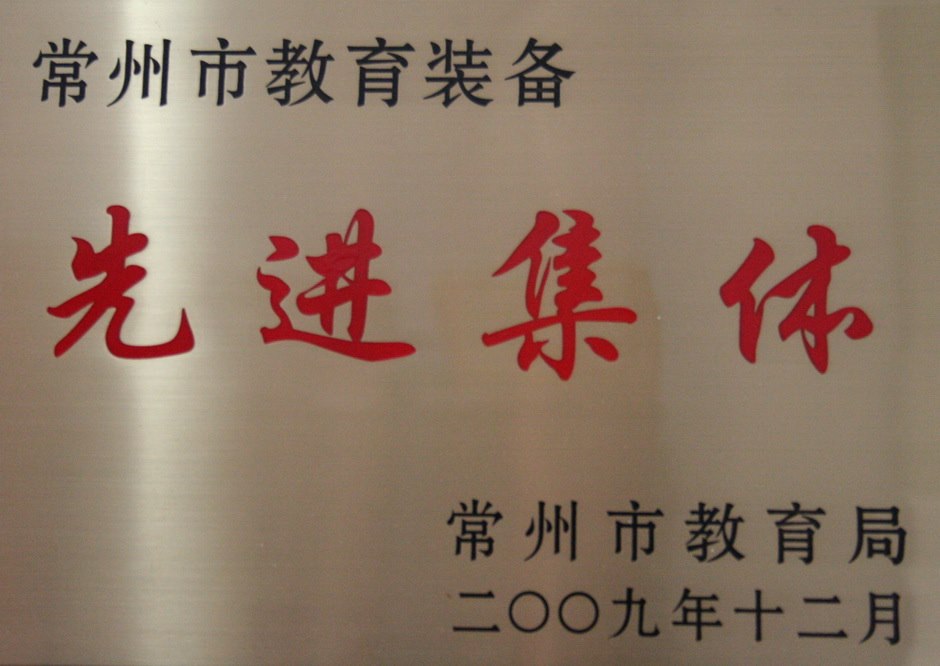 常州市教育装备
先进集体
常州市教育局
二〇〇九年十二月